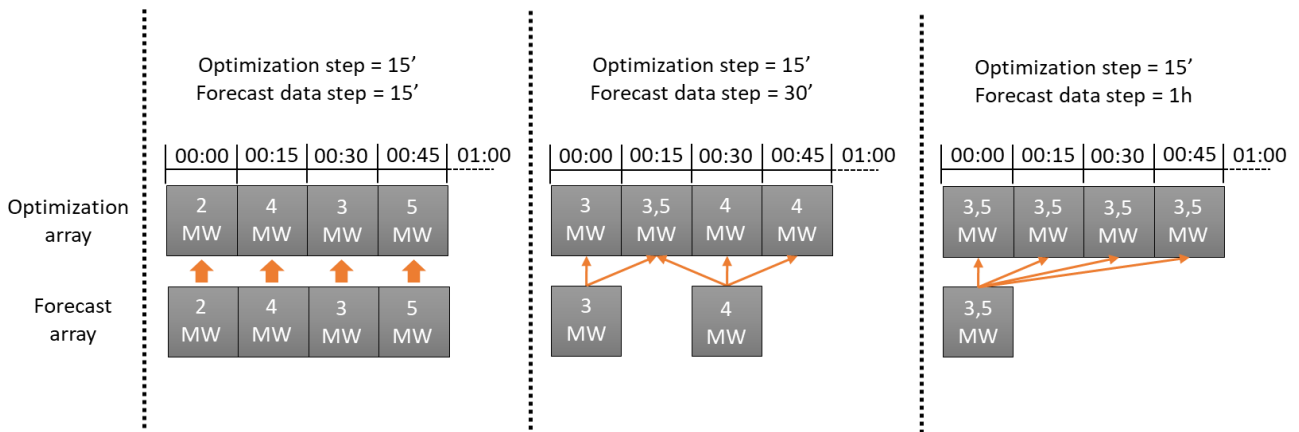 Optimization step = 15’
Forecast data step = 15’
00:00 00:15 00:30 00:45 01:00
Optimization
array
2
MW
4
MW
3
MW
5
MW
Forecast
array
2
MW
4
MW
3
MW
5
MW
Optimization step = 15’
Forecast data step = 30’
00:00 00:15 00:30 00:45 01:00
3
MW
3,5
MW
4
MW
4
MW
3
MW
4
MW
Optimization step = 15’
Forecast data step = 1h
00:00 00:15 00:30 00:45 01:00
3,5
MW
3,5
MW
3,5
MW
3,5
MW
3,5
MW